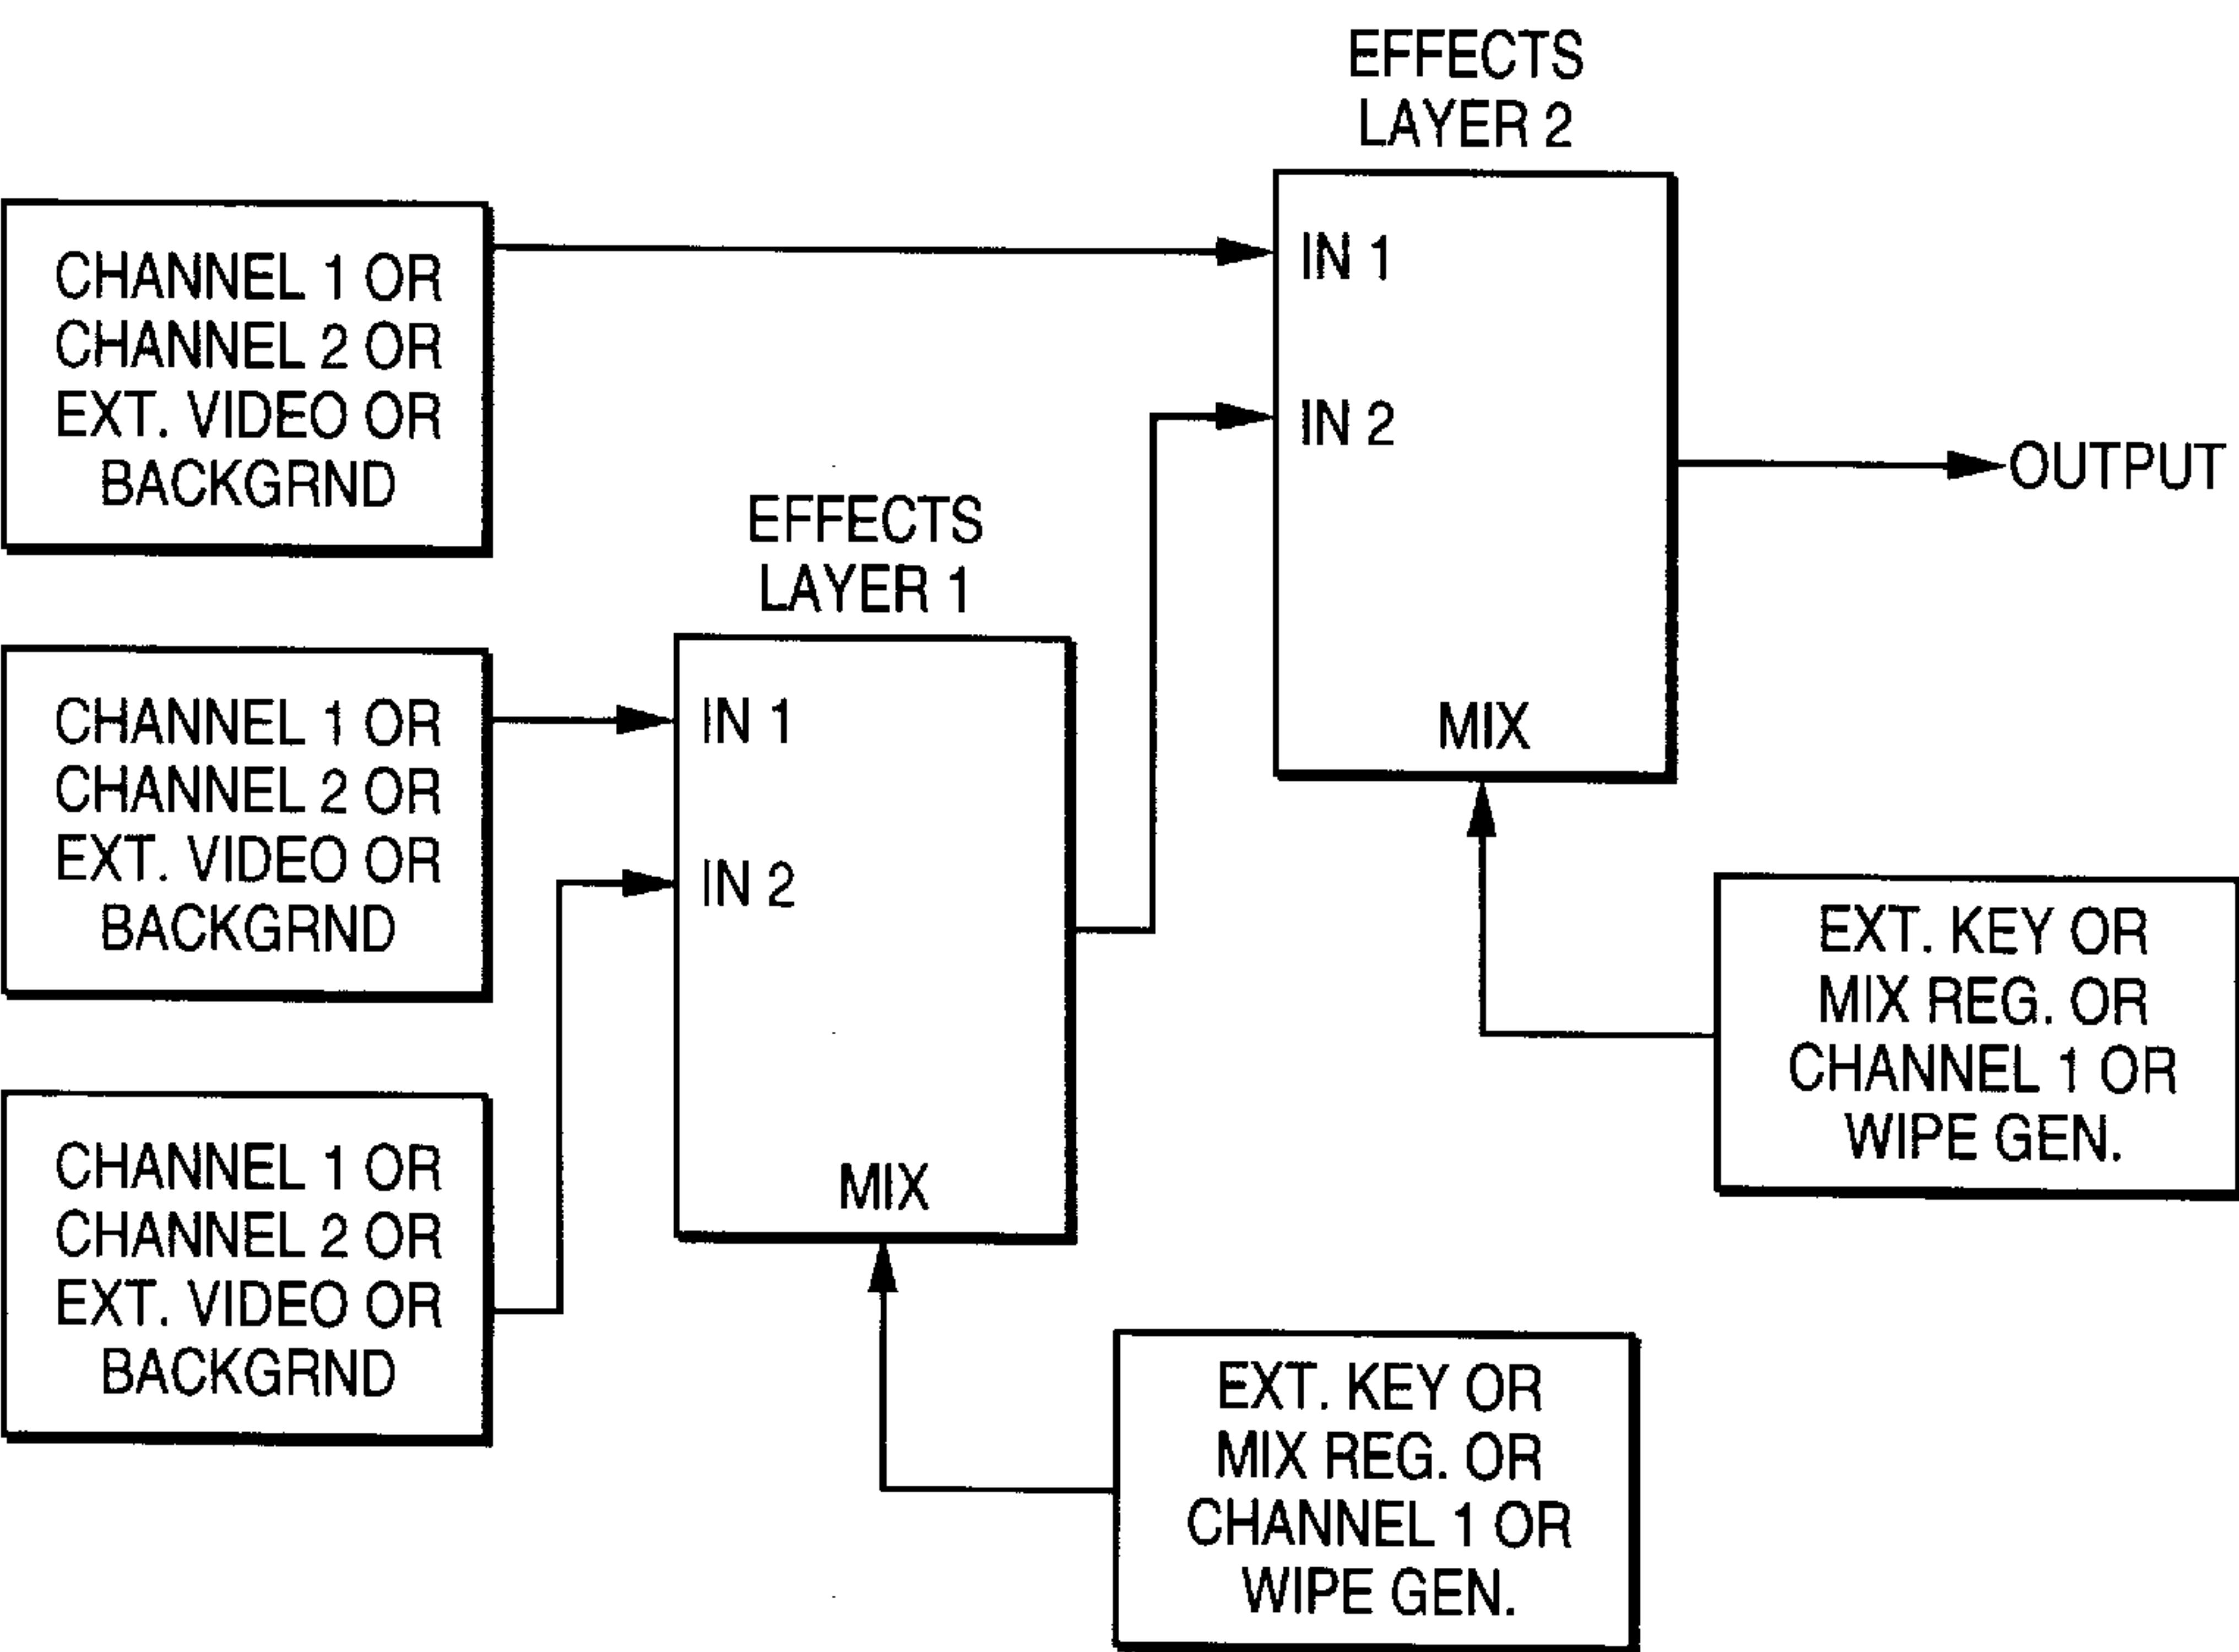 EFFECTS
LAYER 2
CHANNEL 1 OR
CHANNEL 2 OR
EXT. VIDEO OR
BACKGRND
IN 1
IN 2
OUTPUT
MIX
EFFECTS
LAYER 1
CHANNEL 1 OR
CHANNEL 2 OR
EXT. VIDEO OR
BACKGRND
IN 1
IN 2
MIX
EXT. KEY OR
MIX REG. OR
CHANNEL 1 OR
WIPE GEN.
CHANNEL 1 OR
CHANNEL 2 OR
EXT. VIDEO OR
BACKGRND
EXT. KEY OR
MIX REG. OR
CHANNEL 1 OR
WIPE GEN.